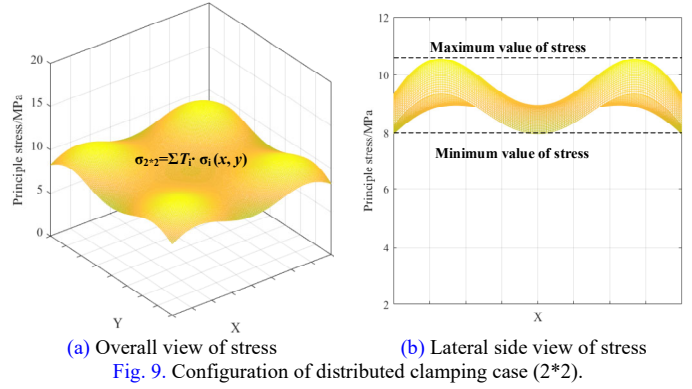 20
15
10
5
0
Principle stress/MPa
σ2*2=ΣTi· σi(x, y)
Y
X
12
10
8
6
4
2
Principle stress/MPa
Maximum value of stress
Minimum value of stress
X
(a) Overall view of stress
(b) Lateral side view of stress
Fig. 9. Configuration of distributed clamping case (2*2).